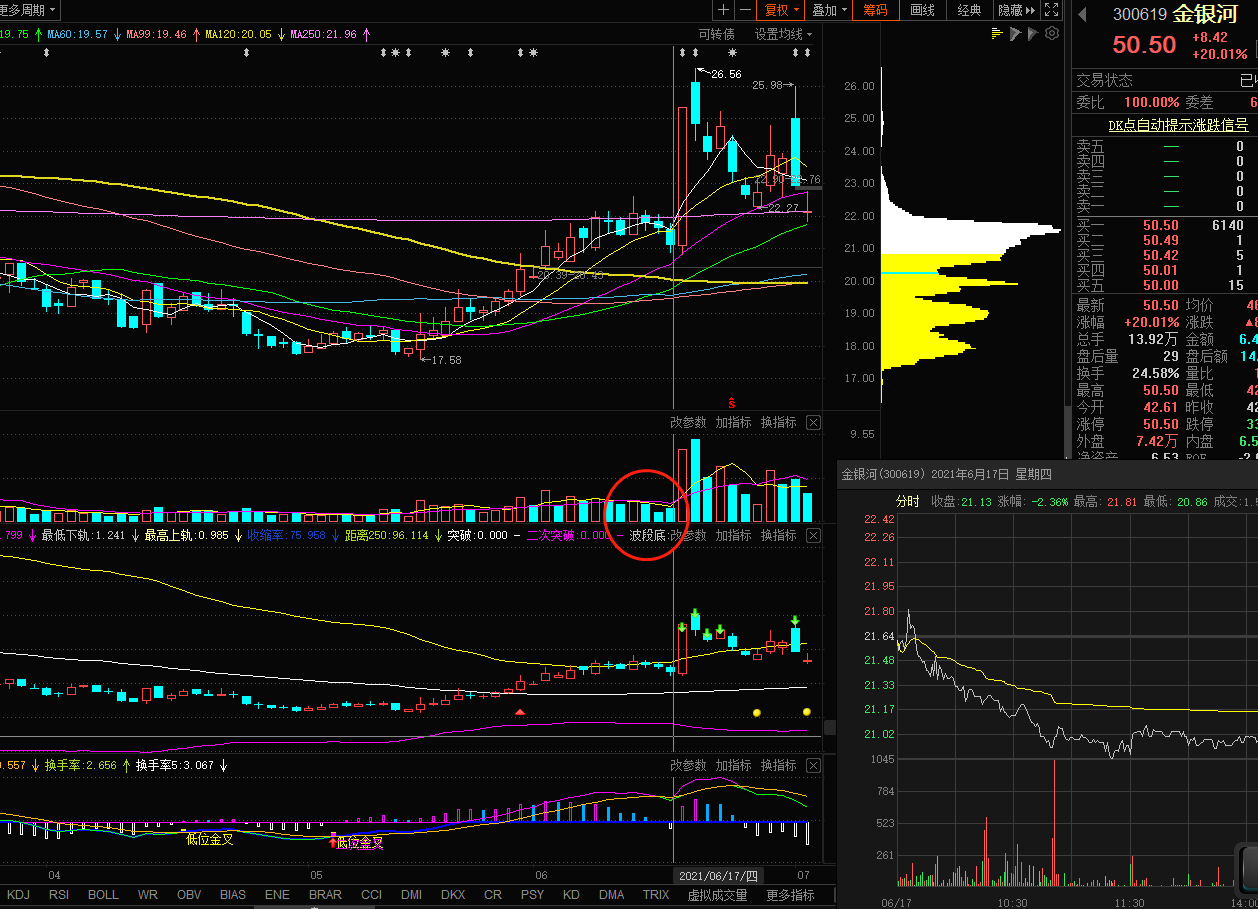 更多周期
复权
叠加
筹码
画线
经典
隐藏
19.75 MA60:19.57 MA99:19.46 MA120:20.05 MA250:21.96
可转债 设置均线
26.56
25.98
22.27
17.58
26.00
25.00
24.00
23.00
22.00
21.00
20.00
19.00
18.00
17.00
9.55
改参数 加指标 换指标
.799 最低下轨:1.241 最高上轨:0.985 收缩率:75.958 距离250:96.114 突破:0.000 二次突破:0.000 波段底:
改参数 加指标 换指标
0.557 换手率:2.656 换手率5:3.067
改参数 加指标 换指标
低位金叉
低位金叉
04
05
06
2021/06/17/四
07
KDJ RSI BOLL WR OBV BIAS ENE BRAR CCI DMI DKX CR PSY KD DMA TRIX 虚拟成交量 更多指标
300619 金银河
50.50 +8.42
+20.01%
交易状态 已
委比 100.00% 委差 6
DK点自动提示涨跌信号
卖五 — 0
卖四 — 0
卖三 — 0
卖二 — 0
卖一 — 0
买一 50.50 6140
买二 50.49 1
买三 50.42 5
买四 50.01 1
买五 50.00 15
最新 50.50 均价 46
涨幅 +20.01% 涨跌 ▲8
总手 13.92万 金额 6.4
盘后量 29 盘后额 14.
换手 24.58% 量比 1
最高 50.50 最低 42
今开 42.61 昨收 42
涨停 50.50 跌停 33
外盘 7.42万 内盘 6.5
净资产 6.53 ROE -2.
金银河(300619) 2021年6月17日 星期四
分时 收盘:21.13 涨幅: -2.36% 最高: 21.81 最低: 20.86 成交:1.5
22.42
22.26
22.11
21.95
21.80
21.64
21.48
21.33
21.17
21.02
1045
784
523
261
06/17
10:30
11:30
14:00